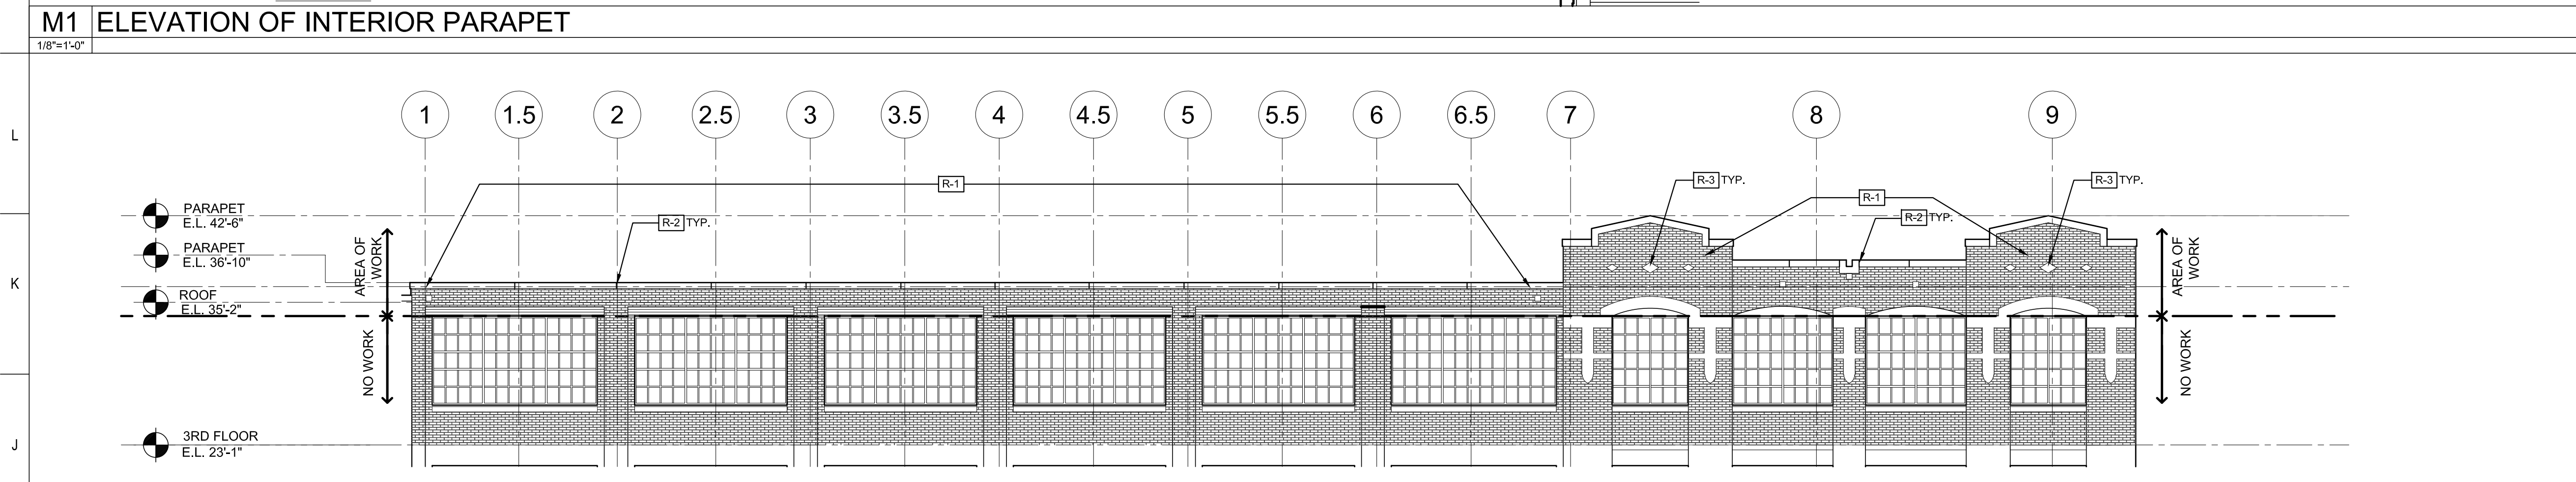 M1 ELEVATION OF INTERIOR PARAPET
1/8"=1'-0"
L
1 1.5 2 2.5 3 3.5 4 4.5 5 5.5 6 6.5 7 8 9
R-1
R-3 TYP.
R-1
R-3 TYP.
PARAPET
E.L. 42'-6"
R-2 TYP.
R-2 TYP.
PARAPET
E.L. 36'-10"
AREA OF
WORK
AREA OF
WORK
K
ROOF
E.L. 35'-2"
NO WORK
NO WORK
3RD FLOOR
E.L. 23'-1"
J